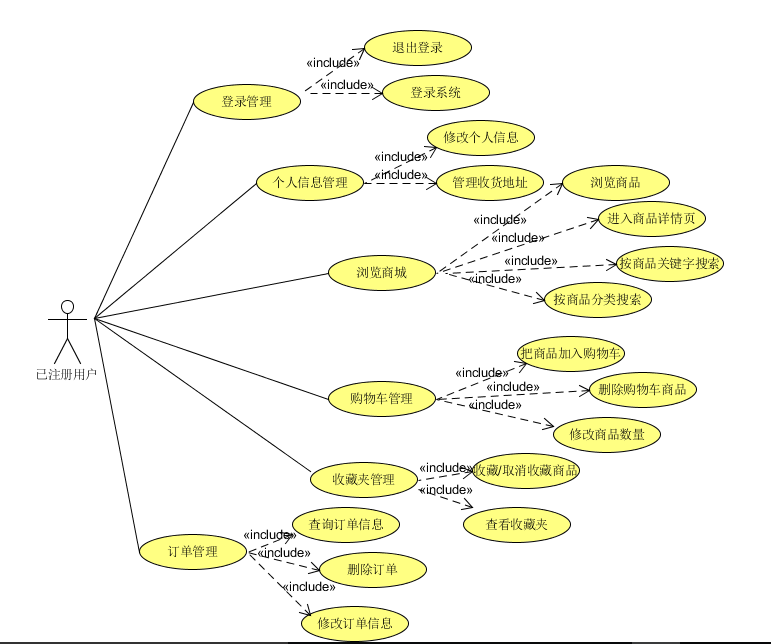 退出登录
«include»
登录系统
«include»
登录管理
修改个人信息
«include»
管理收货地址
«include»
个人信息管理
浏览商品
«include»
进入商品详情页
«include»
按商品关键字搜索
«include»
按商品分类搜索
«include»
浏览商城
已注册用户
把商品加入购物车
«include»
删除购物车商品
«include»
修改商品数量
«include»
购物车管理
收藏/取消收藏商品
«include»
查看收藏夹
«include»
收藏夹管理
查询订单信息
«include»
删除订单
«include»
修改订单信息
«include»
订单管理